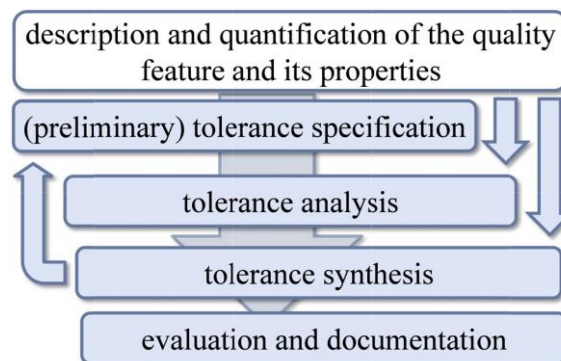 description and quantification of the quality
feature and its properties
(preliminary) tolerance specification
tolerance analysis
tolerance synthesis
evaluation and documentation